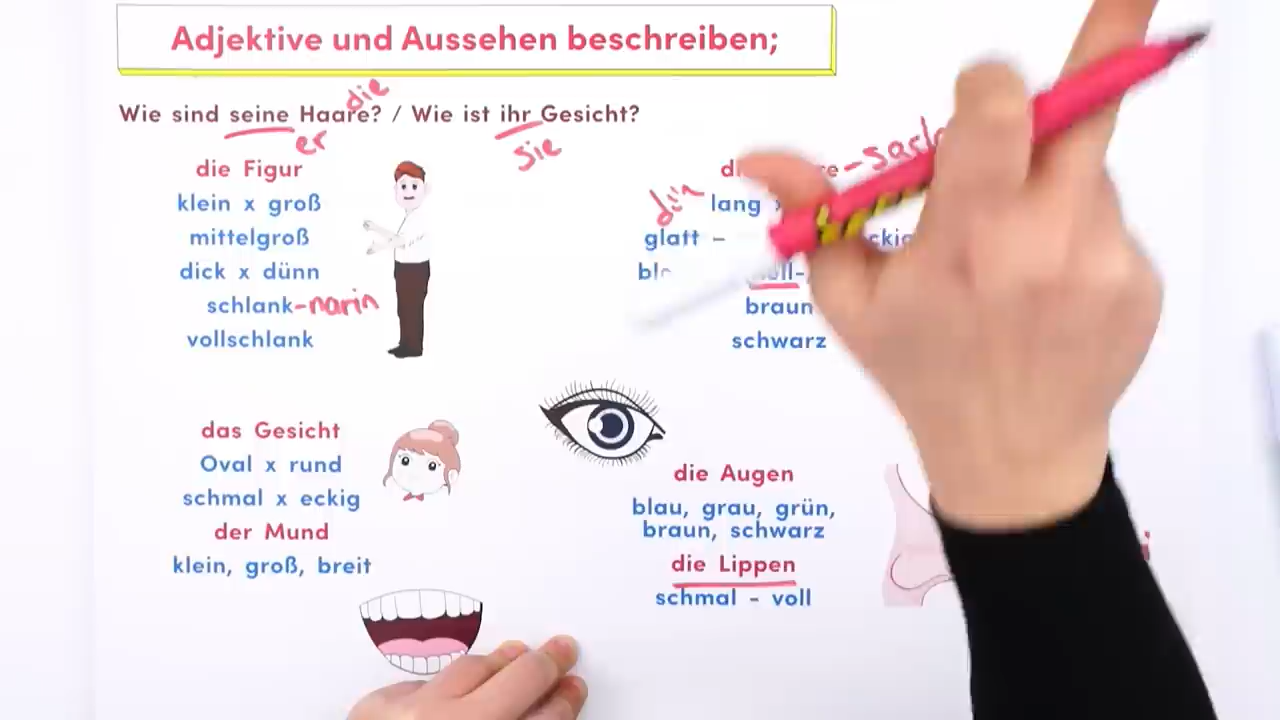 Adjektive und Aussehen beschreiben;
die
Wie sind seine Haare? / Wie ist ihr Gesicht?
er
sie
die Figur
klein x groß
mittelgroß
dick x dünn
schlank-narin
vollschlank
lang
glatt -
braun
schwarz
das Gesicht
Oval x rund
schmal x eckig
der Mund
klein, groß, breit
die Augen
blau, grau, grün,
braun, schwarz
die Lippen
schmal - voll